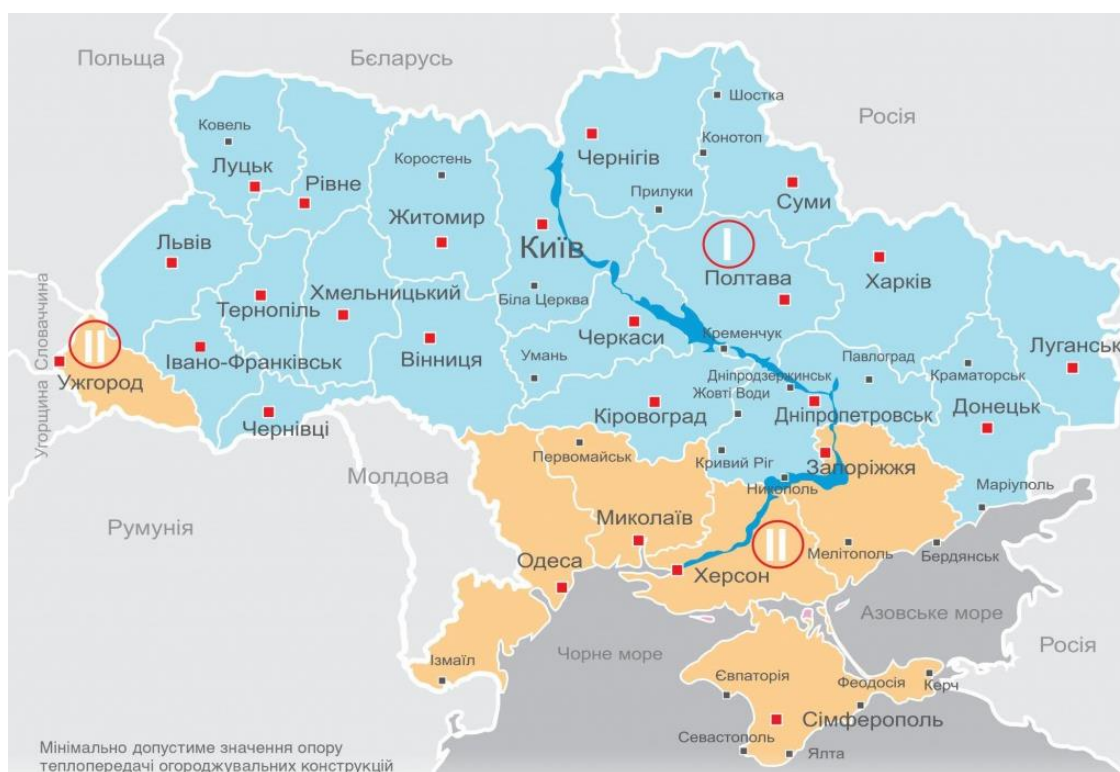 Польща
Бєларусь
Росія
Шостка
Ковель
Луцьк
Рівне
Коростень
Житомир
Чернігів
Конотоп
Прилуки
Суми
Київ
I
Полтава
Харків
Львів
Тернопіль
Хмельницький
Біла Церква
Черкаси
Кременчук
Словаччина
Угорщина
II
Ужгород
Івано-Франківськ
Вінниця
Умань
Павлоград
Краматорськ
Луганськ
Дніпродзержинськ
Жовті Води
Чернівці
Кіровоград
Дніпропетровськ
Донецьк
Первомайськ
Кривий Ріг
Запоріжжя
Нікополь
Маріуполь
Молдова
Румунія
Миколаїв
II
Мелітополь
Бердянськ
Одеса
Херсон
Азовське море
Чорне море
Росія
Ізмаїл
Євпаторія
Феодосія
Керч
Сімферополь
Севастополь
Ялта
Мінімально допустиме значення опору
теплопередачі огороджувальних конструкцій